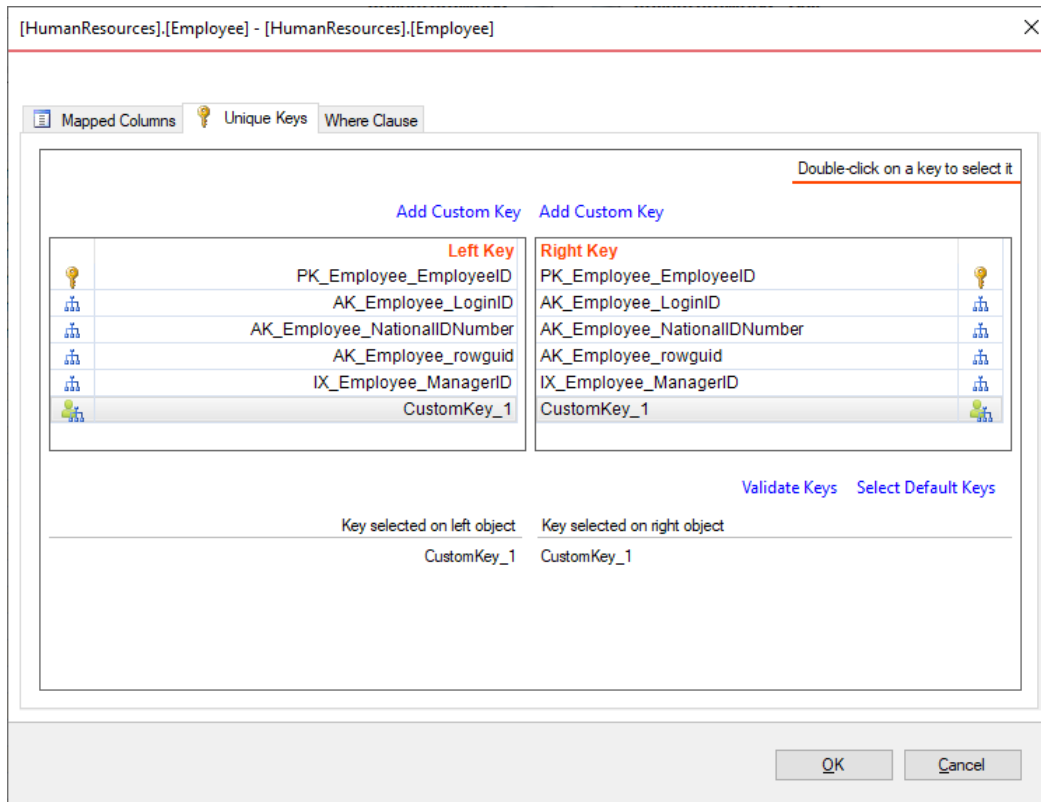 [HumanResources].[Employee] - [HumanResources].[Employee]
Mapped Columns Unique Keys Where Clause
Double-click on a key to select it
Add Custom Key Add Custom Key
Left Key Right Key
PK_Employee_EmployeeID PK_Employee_EmployeeID
AK_Employee_LoginID AK_Employee_LoginID
AK_Employee_NationalIDNumber AK_Employee_NationalIDNumber
AK_Employee_rowguid AK_Employee_rowguid
IX_Employee_ManagerID IX_Employee_ManagerID
CustomKey_1 CustomKey_1
Validate Keys Select Default Keys
Key selected on left object Key selected on right object
CustomKey_1 CustomKey_1
OK Cancel